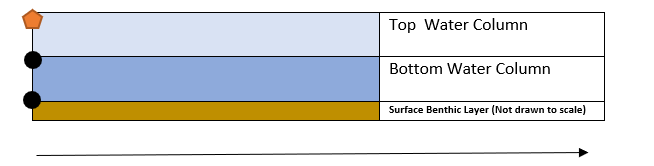 Top Water Column
Bottom Water Column
Surface Benthic Layer (Not drawn to scale)